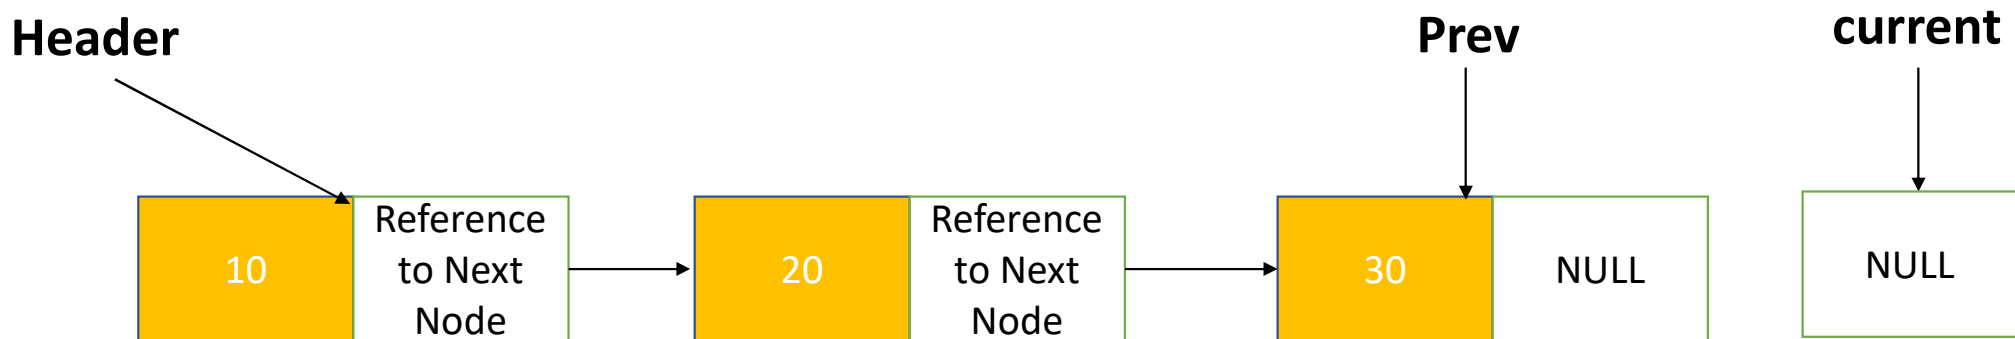 Header
Prev
current
10
Reference
to Next
Node
20
Reference
to Next
Node
30
NULL
NULL